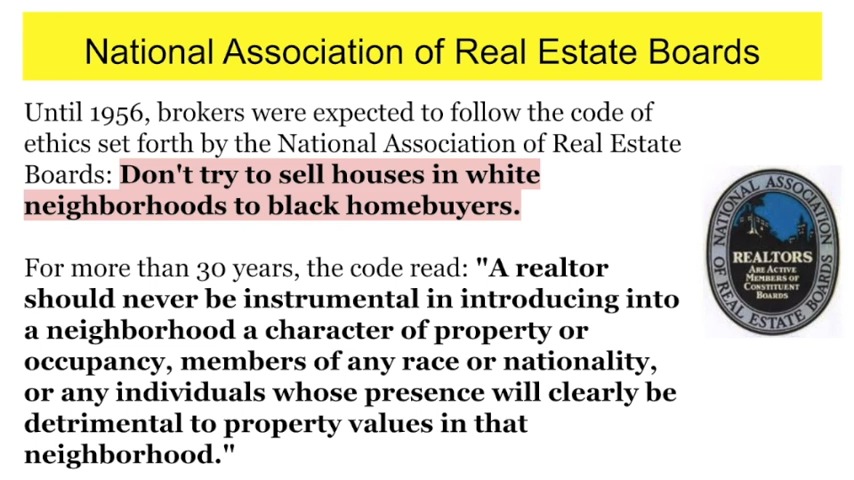 National Association of Real Estate Boards
Until 1956, brokers were expected to follow the code of
ethics set forth by the National Association of Real Estate
Boards: Don't try to sell houses in white
neighborhoods to black homebuyers.
For more than 30 years, the code read: "A realtor
should never be instrumental in introducing into
a neighborhood a character of property or
occupancy, members of any race or nationality,
or any individuals whose presence will clearly be
detrimental to property values in that
neighborhood."
NATIONAL ASSOCIATION
OF REAL ESTATE BOARDS
REALTORS
ARE ACTIVE
MEMBERS OF
CONSTITUENT
BOARDS